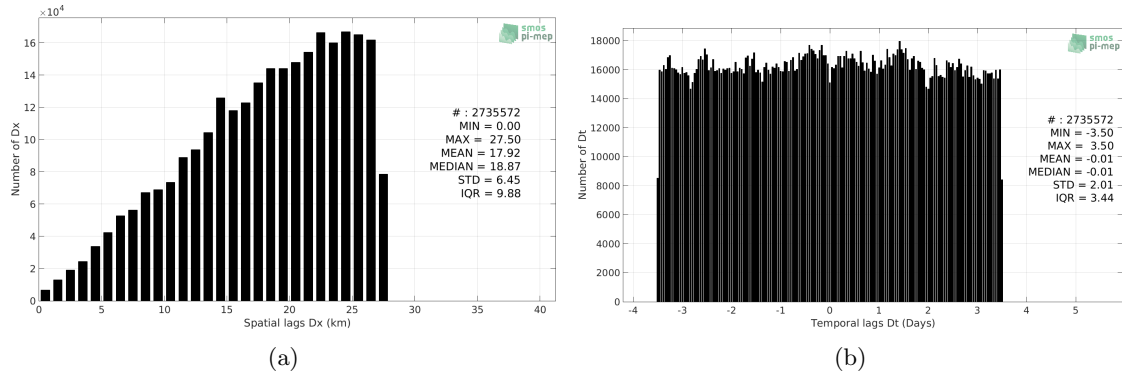 ×10⁴
16
14
12
10
8
6
4
2
0
Number of Dx
0 5 10 15 20 25 30 35 40
Spatial lags Dx (km)
smos
pi-mep
# : 2735572
MIN = 0.00
MAX = 27.50
MEAN = 17.92
MEDIAN = 18.87
STD = 6.45
IQR = 9.88
(a)
18000
16000
14000
12000
10000
8000
6000
4000
2000
0
Number of Dt
-4 -3 -2 -1 0 1 2 3 4 5
Temporal lags Dt (Days)
smos
pi-mep
# : 2735572
MIN = -3.50
MAX = 3.50
MEAN = -0.01
MEDIAN = -0.01
STD = 2.01
IQR = 3.44
(b)